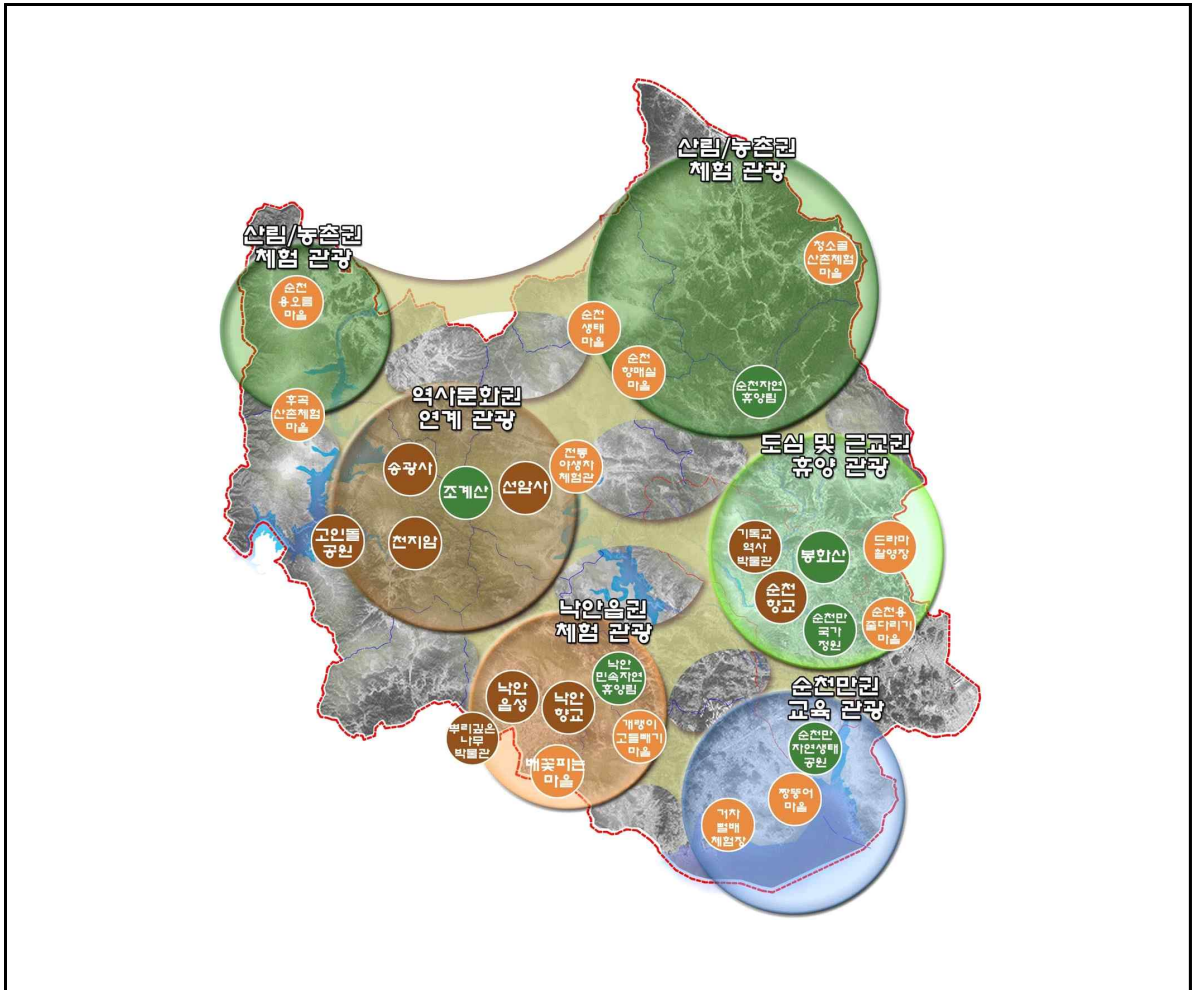 산림/농촌권
체험 관광
청소골
산촌체험
마을
순천
생태
마을
순천
향매실
마을
순천자연
휴양림
산림/농촌권
체험 관광
순천
용오름
마을
후곡
산촌체험
마을
역사문화권
연계 관광
송광사
조계산
선암사
전통
야생차
체험관
고인돌
공원
천지암
도심 및 근교권
휴양 관광
기독교
역사
박물관
봉화산
드라마
촬영장
순천
향교
순천만
국가
정원
순천용
줄다리기
마을
낙안읍권
체험 관광
낙안
민속자연
휴양림
낙안
읍성
낙안
향교
뿌리깊은
나무
박물관
개랭이
고들빼기
마을
배꽃피는
마을
순천만권
교육 관광
순천만
자연생태
공원
짱뚱어
마을
거차
뻘배
체험장